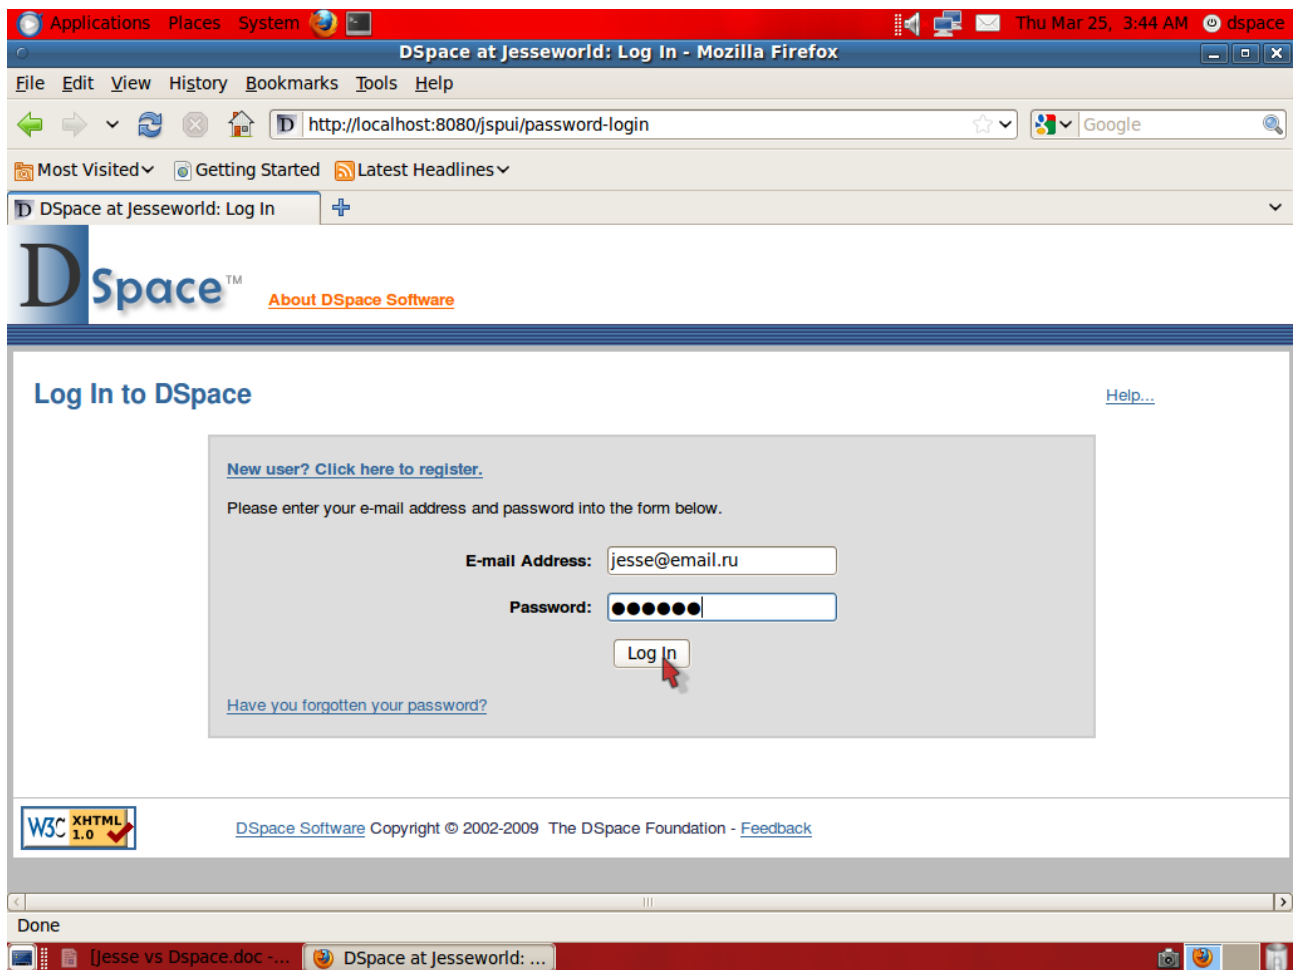 Applications Places System Thu Mar 25, 3:44 AM dspace
DSpace at Jesseworld: Log In - Mozilla Firefox
File Edit View History Bookmarks Tools Help
http://localhost:8080/jspui/password-login Google
Most Visited Getting Started Latest Headlines
DSpace at Jesseworld: Log In
DSpace™ About DSpace Software
Log In to DSpace Help...
New user? Click here to register.
Please enter your e-mail address and password into the form below.
E-mail Address: jesse@email.ru
Password: ●●●●●●
Log In
Have you forgotten your password?
W3C XHTML 1.0
DSpace Software Copyright © 2002-2009 The DSpace Foundation - Feedback
Done
[Jesse vs Dspace.doc -... DSpace at Jesseworld: ...